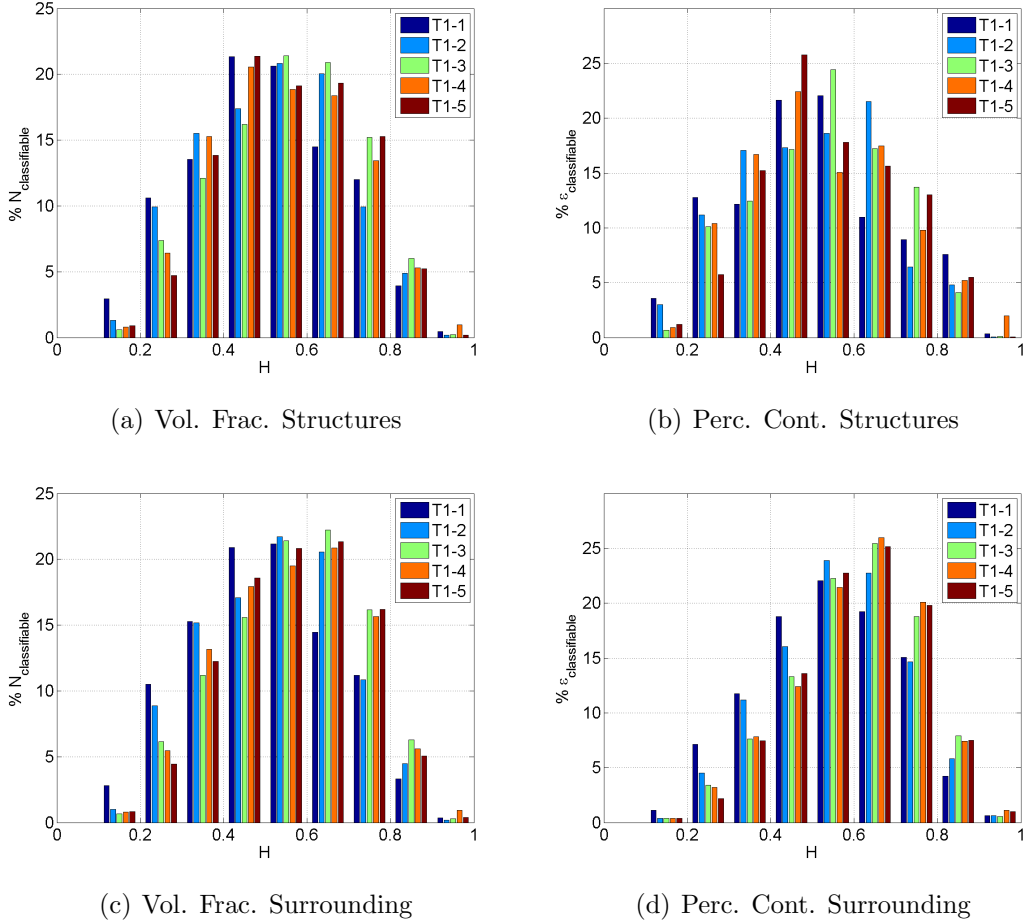 25
20
15
10
5
0
% N_classifiable
0
0.2
0.4
0.6
0.8
1
H
T1-1
T1-2
T1-3
T1-4
T1-5
(a) Vol. Frac. Structures
25
20
15
10
5
0
% ε_classifiable
0
0.2
0.4
0.6
0.8
1
H
T1-1
T1-2
T1-3
T1-4
T1-5
(b) Perc. Cont. Structures
25
20
15
10
5
0
% N_classifiable
0
0.2
0.4
0.6
0.8
1
H
T1-1
T1-2
T1-3
T1-4
T1-5
(c) Vol. Frac. Surrounding
25
20
15
10
5
0
% ε_classifiable
0
0.2
0.4
0.6
0.8
1
H
T1-1
T1-2
T1-3
T1-4
T1-5
(d) Perc. Cont. Surrounding